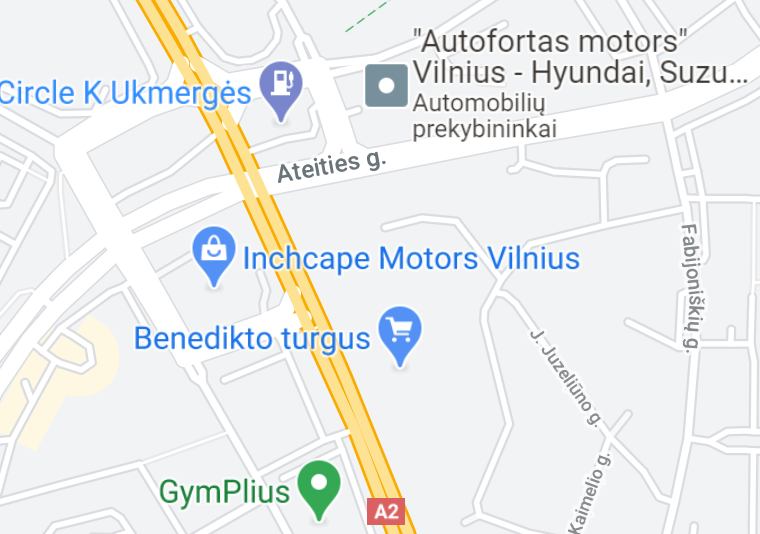 "Autofortas motors"
Vilnius - Hyundai, Suzu...
Automobilių
prekybininkai
Circle K Ukmergės
Ateities g.
Inchcape Motors Vilnius
Fabijoniškių g.
Benedikto turgus
J. Juzeliūno g.
Kaimelio g.
GymPlius
A2